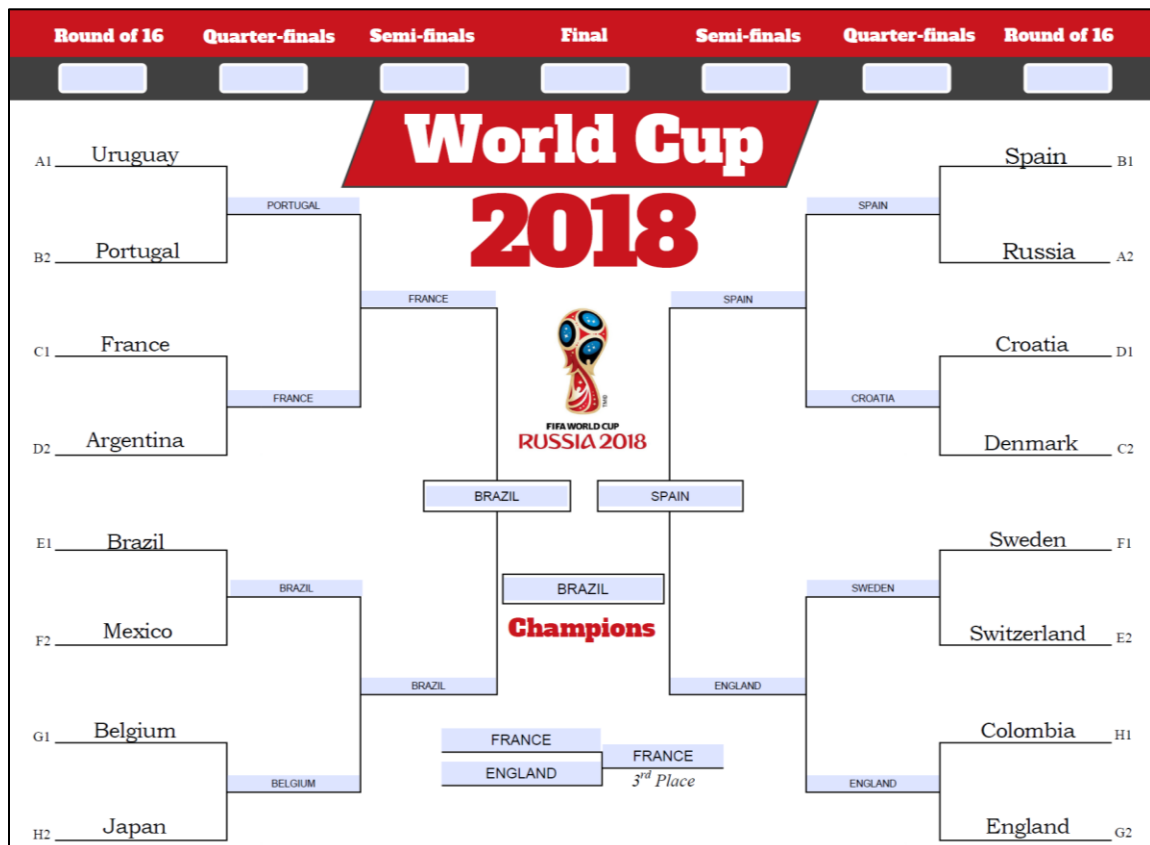 Round of 16 Quarter-finals Semi-finals Final Semi-finals Quarter-finals Round of 16
World Cup
2018
A1 Uruguay
PORTUGAL
B2 Portugal
FRANCE
C1 France
FRANCE
D2 Argentina
BRAZIL
E1 Brazil
BRAZIL
F2 Mexico
BRAZIL
G1 Belgium
BELGIUM
H2 Japan
TMB
FIFA WORLD CUP
RUSSIA 2018
BRAZIL
Champions
FRANCE
ENGLAND
FRANCE
3rd Place
Spain B1
SPAIN
Russia A2
SPAIN
Croatia D1
CROATIA
Denmark C2
SPAIN
Sweden F1
SWEDEN
Switzerland E2
ENGLAND
Colombia H1
ENGLAND
England G2